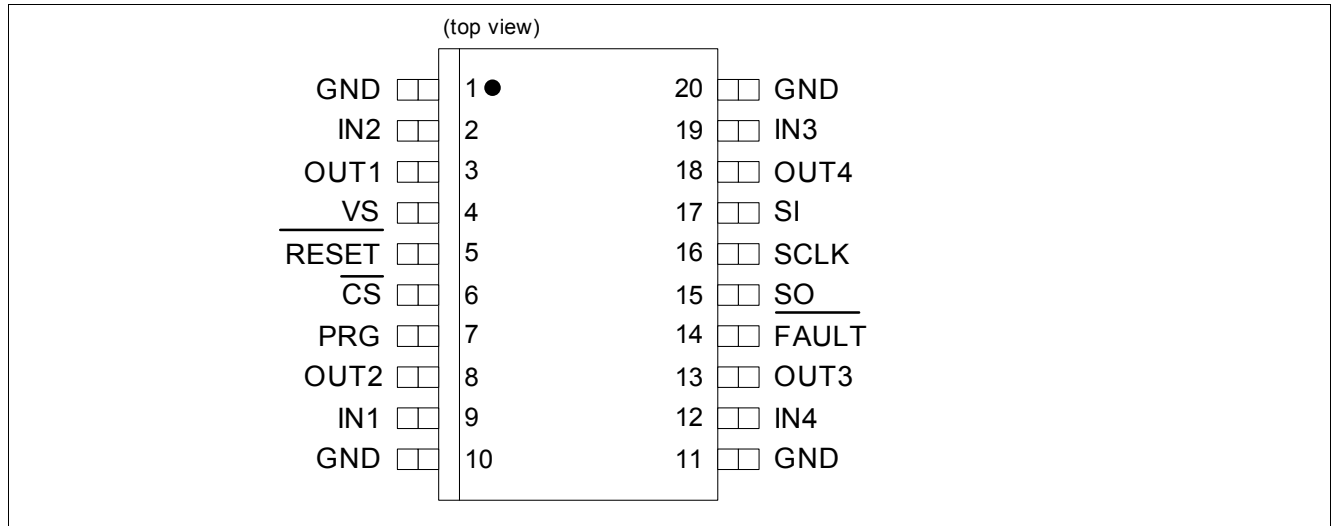 (top view)
GND 1 20 GND
IN2 2 19 IN3
OUT1 3 18 OUT4
VS 4 17 SI
RESET 5 16 SCLK
CS 6 15 SO
PRG 7 14 FAULT
OUT2 8 13 OUT3
IN1 9 12 IN4
GND 10 11 GND